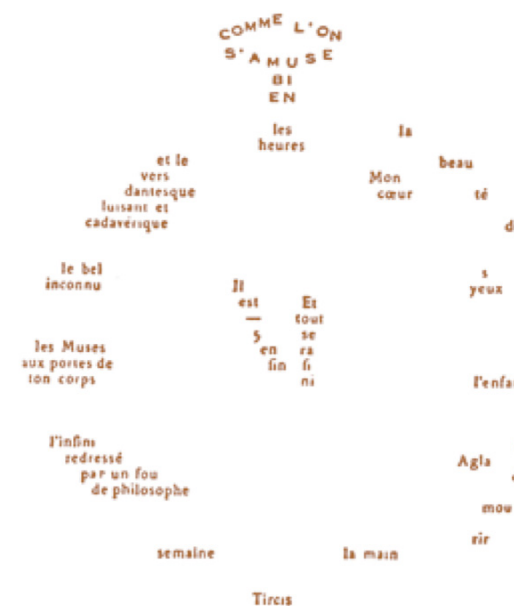 COMME L'ON
S'AMUSE
BI
EN
les
heures
la
beau
té
d
s
yeux
Mon
cœur
et le
vers
dantesque
luisant et
cadavérique
le bel
inconnu
Il
est
—
5
en
fin
Et
tout
se
ra
fi
ni
les Muses
aux portes de
ton corps
l'enfa
l'infini
redressé
par un fou
de philosophe
Agla
mou
rir
semaine
la main
Tircis